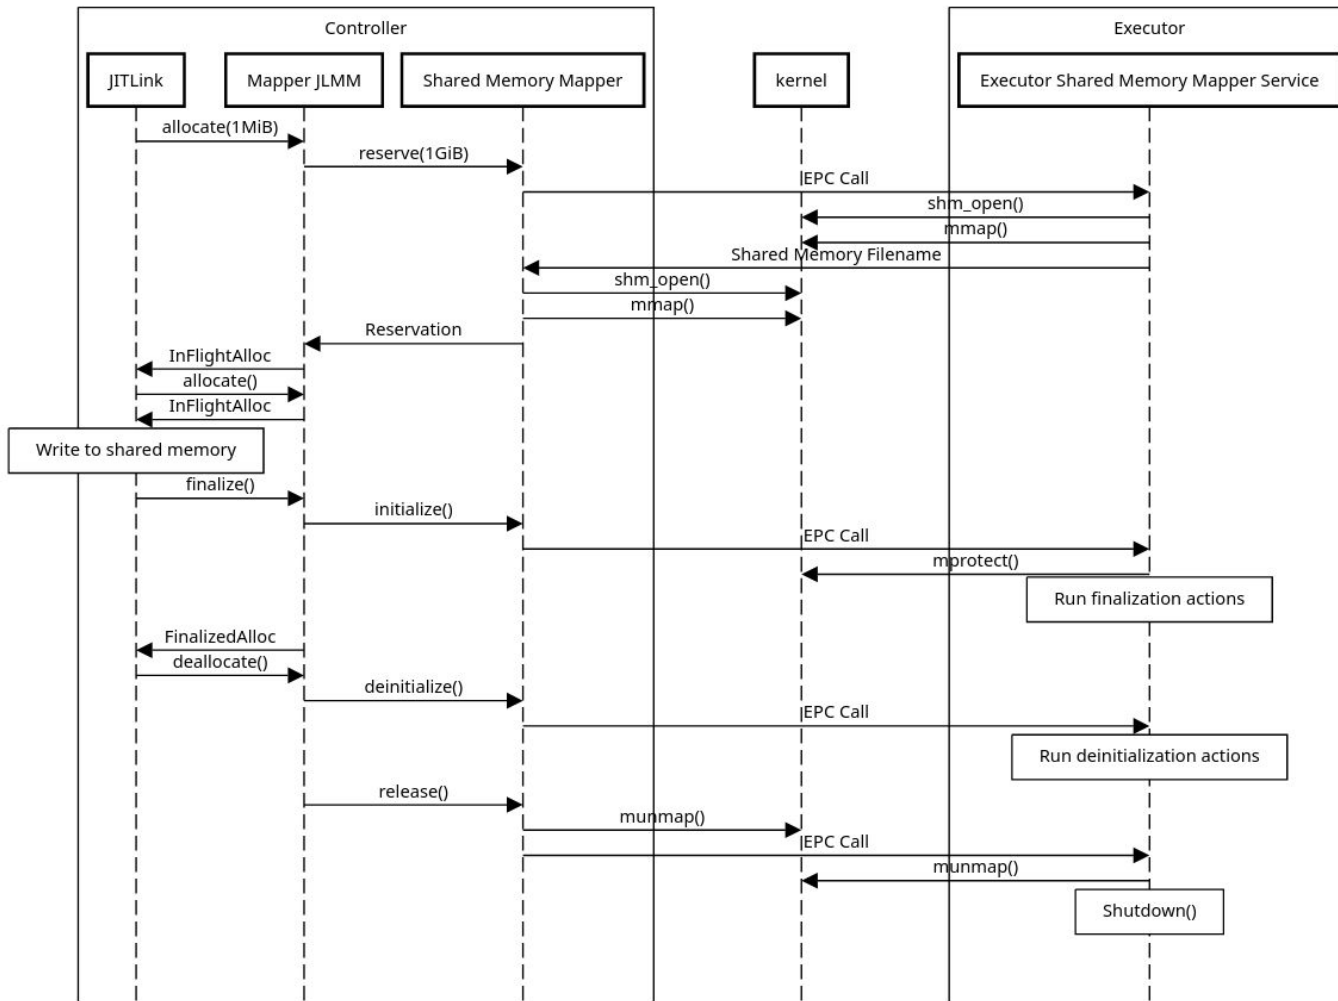 Controller
Executor
JITLink
Mapper JLMM
Shared Memory Mapper
kernel
Executor Shared Memory Mapper Service
allocate(1MiB)
reserve(1GiB)
EPC Call
shm_open()
mmap()
Shared Memory Filename
shm_open()
mmap()
Reservation
InFlightAlloc
allocate()
InFlightAlloc
Write to shared memory
finalize()
initialize()
EPC Call
mprotect()
Run finalization actions
FinalizedAlloc
deallocate()
deinitialize()
EPC Call
Run deinitialization actions
release()
munmap()
EPC Call
munmap()
Shutdown()